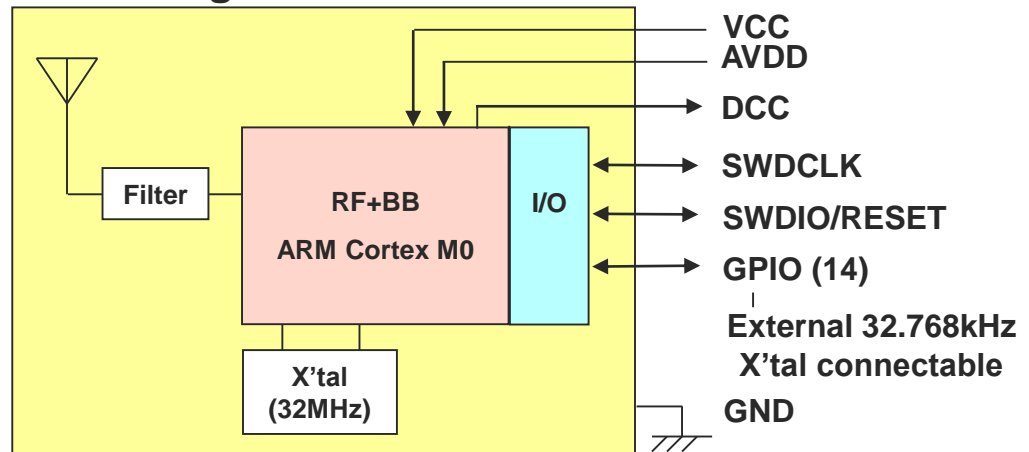 VCC
AVDD
DCC
Filter
RF+BB
ARM Cortex M0
I/O
SWDCLK
SWDIO/RESET
GPIO (14)
External 32.768kHz
X'tal connectable
X’tal
(32MHz)
GND